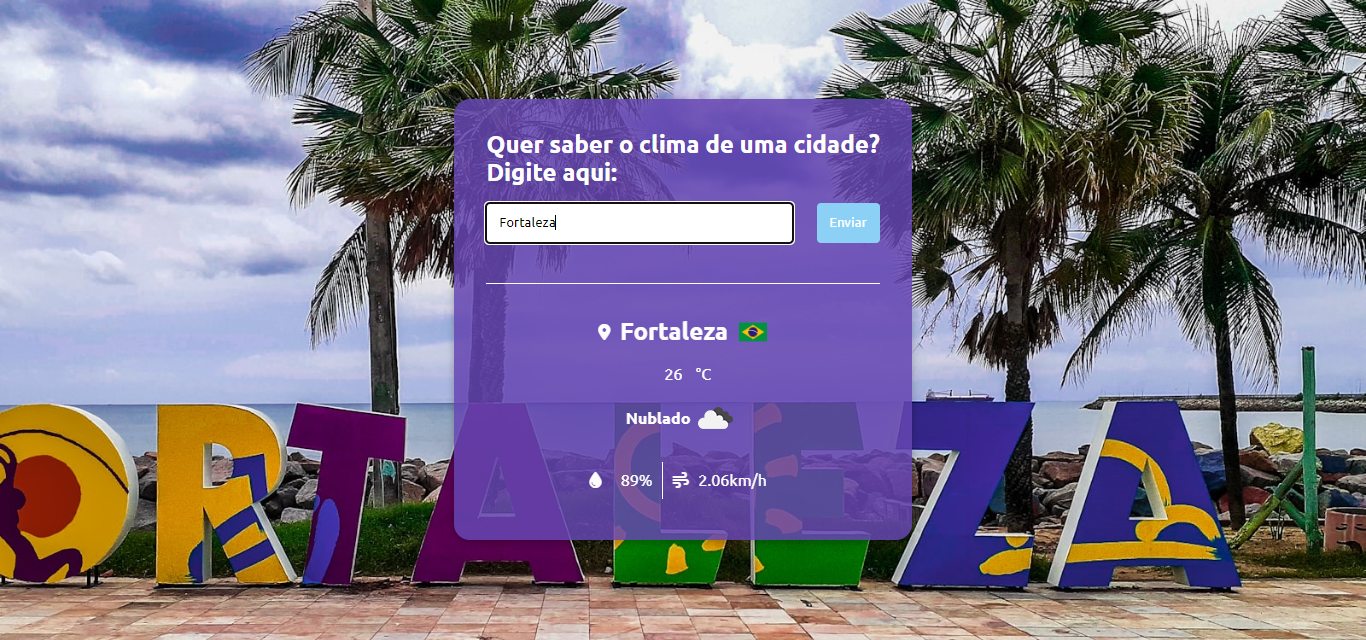 Quer saber o clima de uma cidade?
Digite aqui:
Fortaleza
Enviar
Fortaleza
26 °C
Nublado
89% 2.06km/h
ORTALEZA